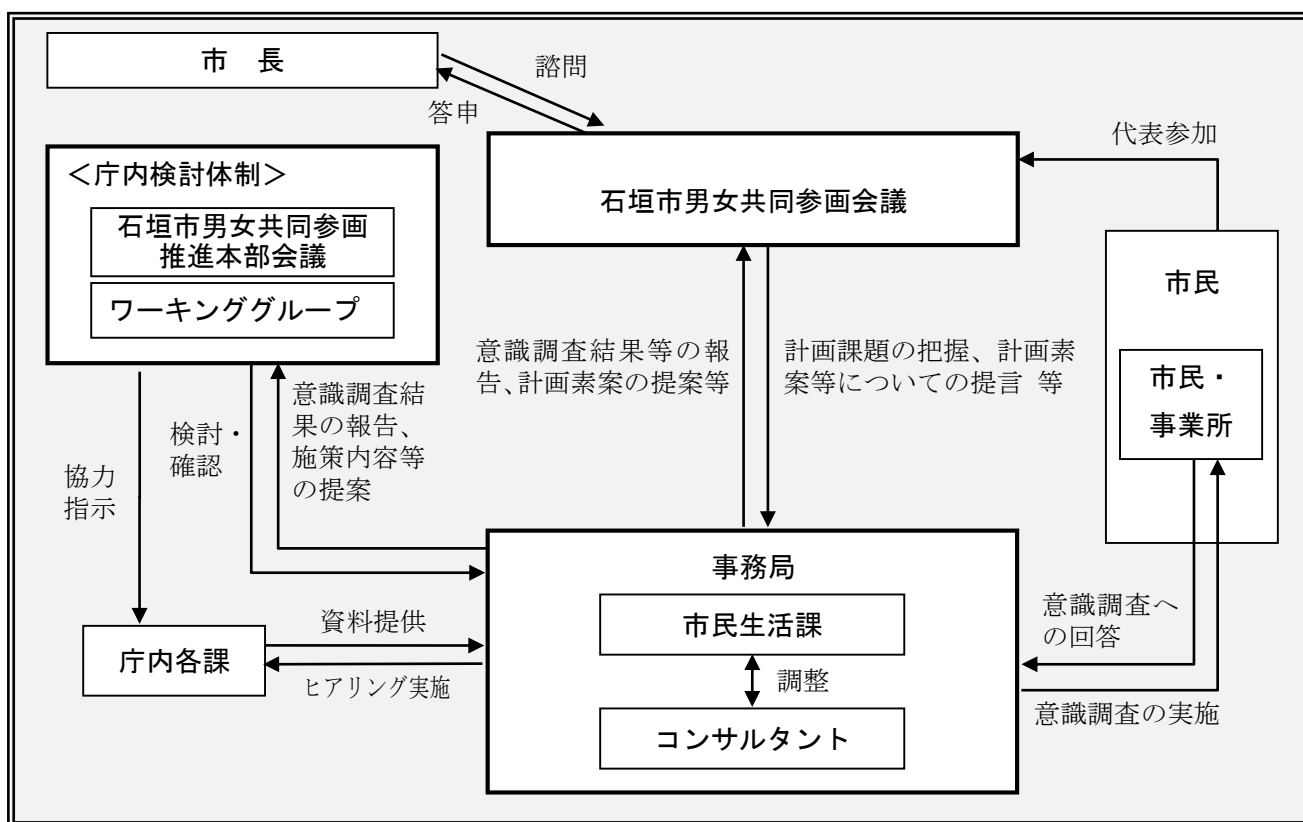 市　長
諮問
答申
代表参加
＜庁内検討体制＞
石垣市男女共同参画
推進本部会議
ワーキンググループ
石垣市男女共同参画会議
市民
市民・
事業所
意識調査結果等の報
告、計画素案の提案等
計画課題の把握、計画素
案等についての提言 等
意識調査結
果の報告、
施策内容等
の提案
検討・
確認
協力
指示
事務局
市民生活課
調整
コンサルタント
資料提供
ヒアリング実施
庁内各課
意識調査へ
の回答
意識調査の実施